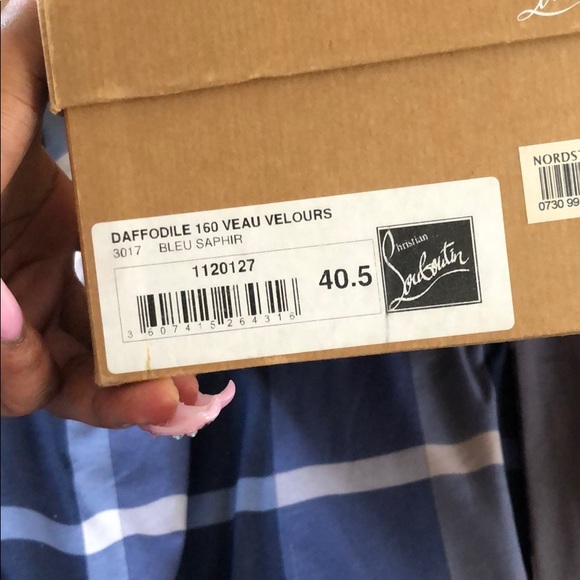 DAFFODILE 160 VEAU VELOURS
3017 BLEU SAPHIR
1120127
40.5
3 607415 264316
Christian
Louboutin
NORDST
0730 99